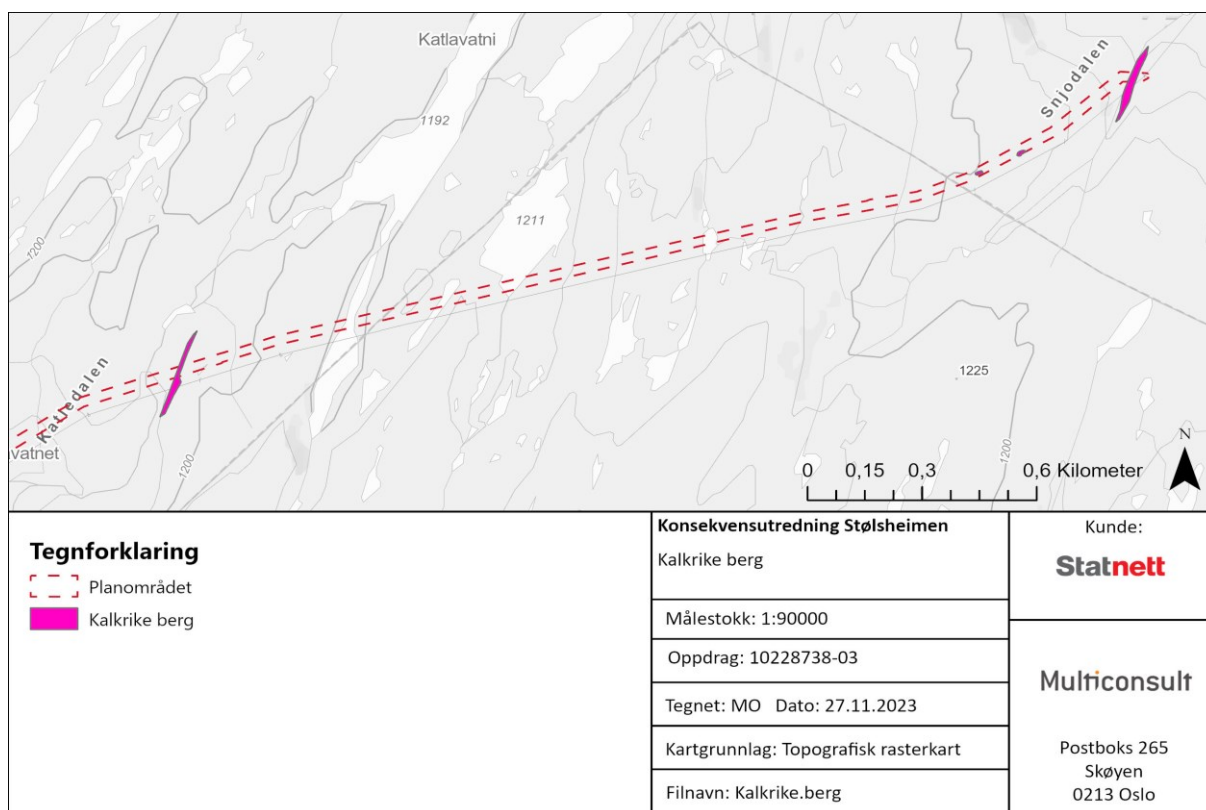 Katlavatni
Snjodalen
1192
1211
1200
1225
Katledalen
vatnet
1200
1200
N
0 0,15 0,3 0,6 Kilometer
Tegnforklaring
Planområdet
Kalkrike berg
Konsekvensutredning Stølsheimen
Kalkrike berg
Målestokk: 1:90000
Oppdrag: 10228738-03
Tegnet: MO Dato: 27.11.2023
Kartgrunnlag: Topografisk rasterkart
Filnavn: Kalkrike.berg
Kunde:
Statnett
Multiconsult
Postboks 265
Skøyen
0213 Oslo